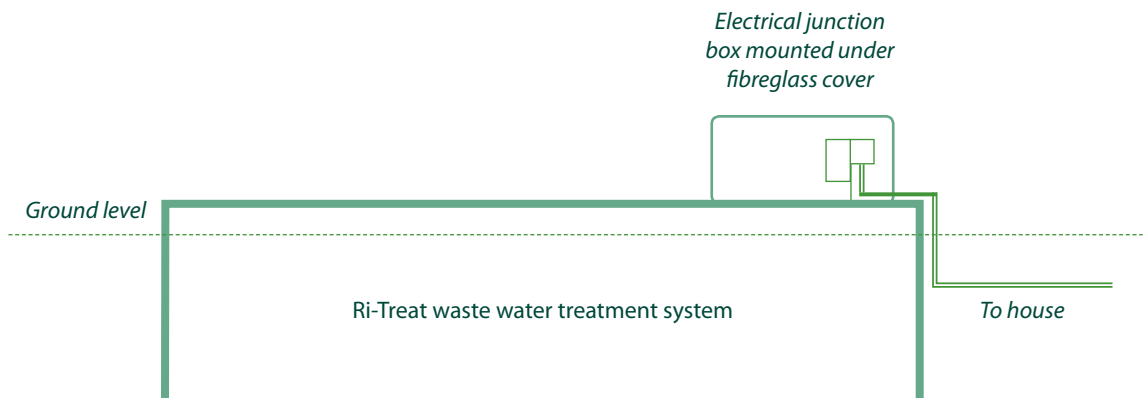 Electrical junction
box mounted under
fibreglass cover
Ground level
Ri-Treat waste water treatment system
To house